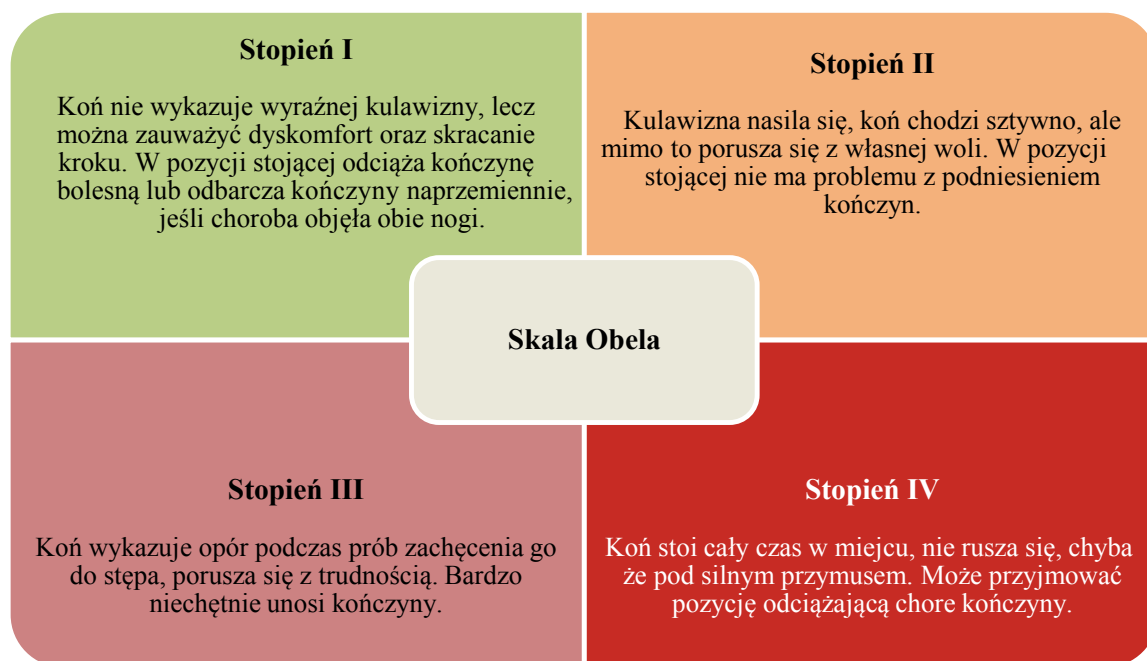 Stopień I
Koń nie wykazuje wyraźnej kulawizny, lecz
można zauważyć dyskomfort oraz skracanie
kroku. W pozycji stojącej odciąża kończynę
bolesną lub odbarcza kończyny naprzemiennie,
jeśli choroba objęła obie nogi.
Stopień II
Kulawizna nasila się, koń chodzi sztywno, ale
mimo to porusza się z własnej woli. W pozycji
stojącej nie ma problemu z podniesieniem
kończyn.
Skala Obela
Stopień III
Koń wykazuje opór podczas prób zachęcenia go
do stępa, porusza się z trudnością. Bardzo
niechętnie unosi kończyny.
Stopień IV
Koń stoi cały czas w miejcu, nie rusza się, chyba
że pod silnym przymusem. Może przyjmować
pozycję odciążającą chore kończyny.